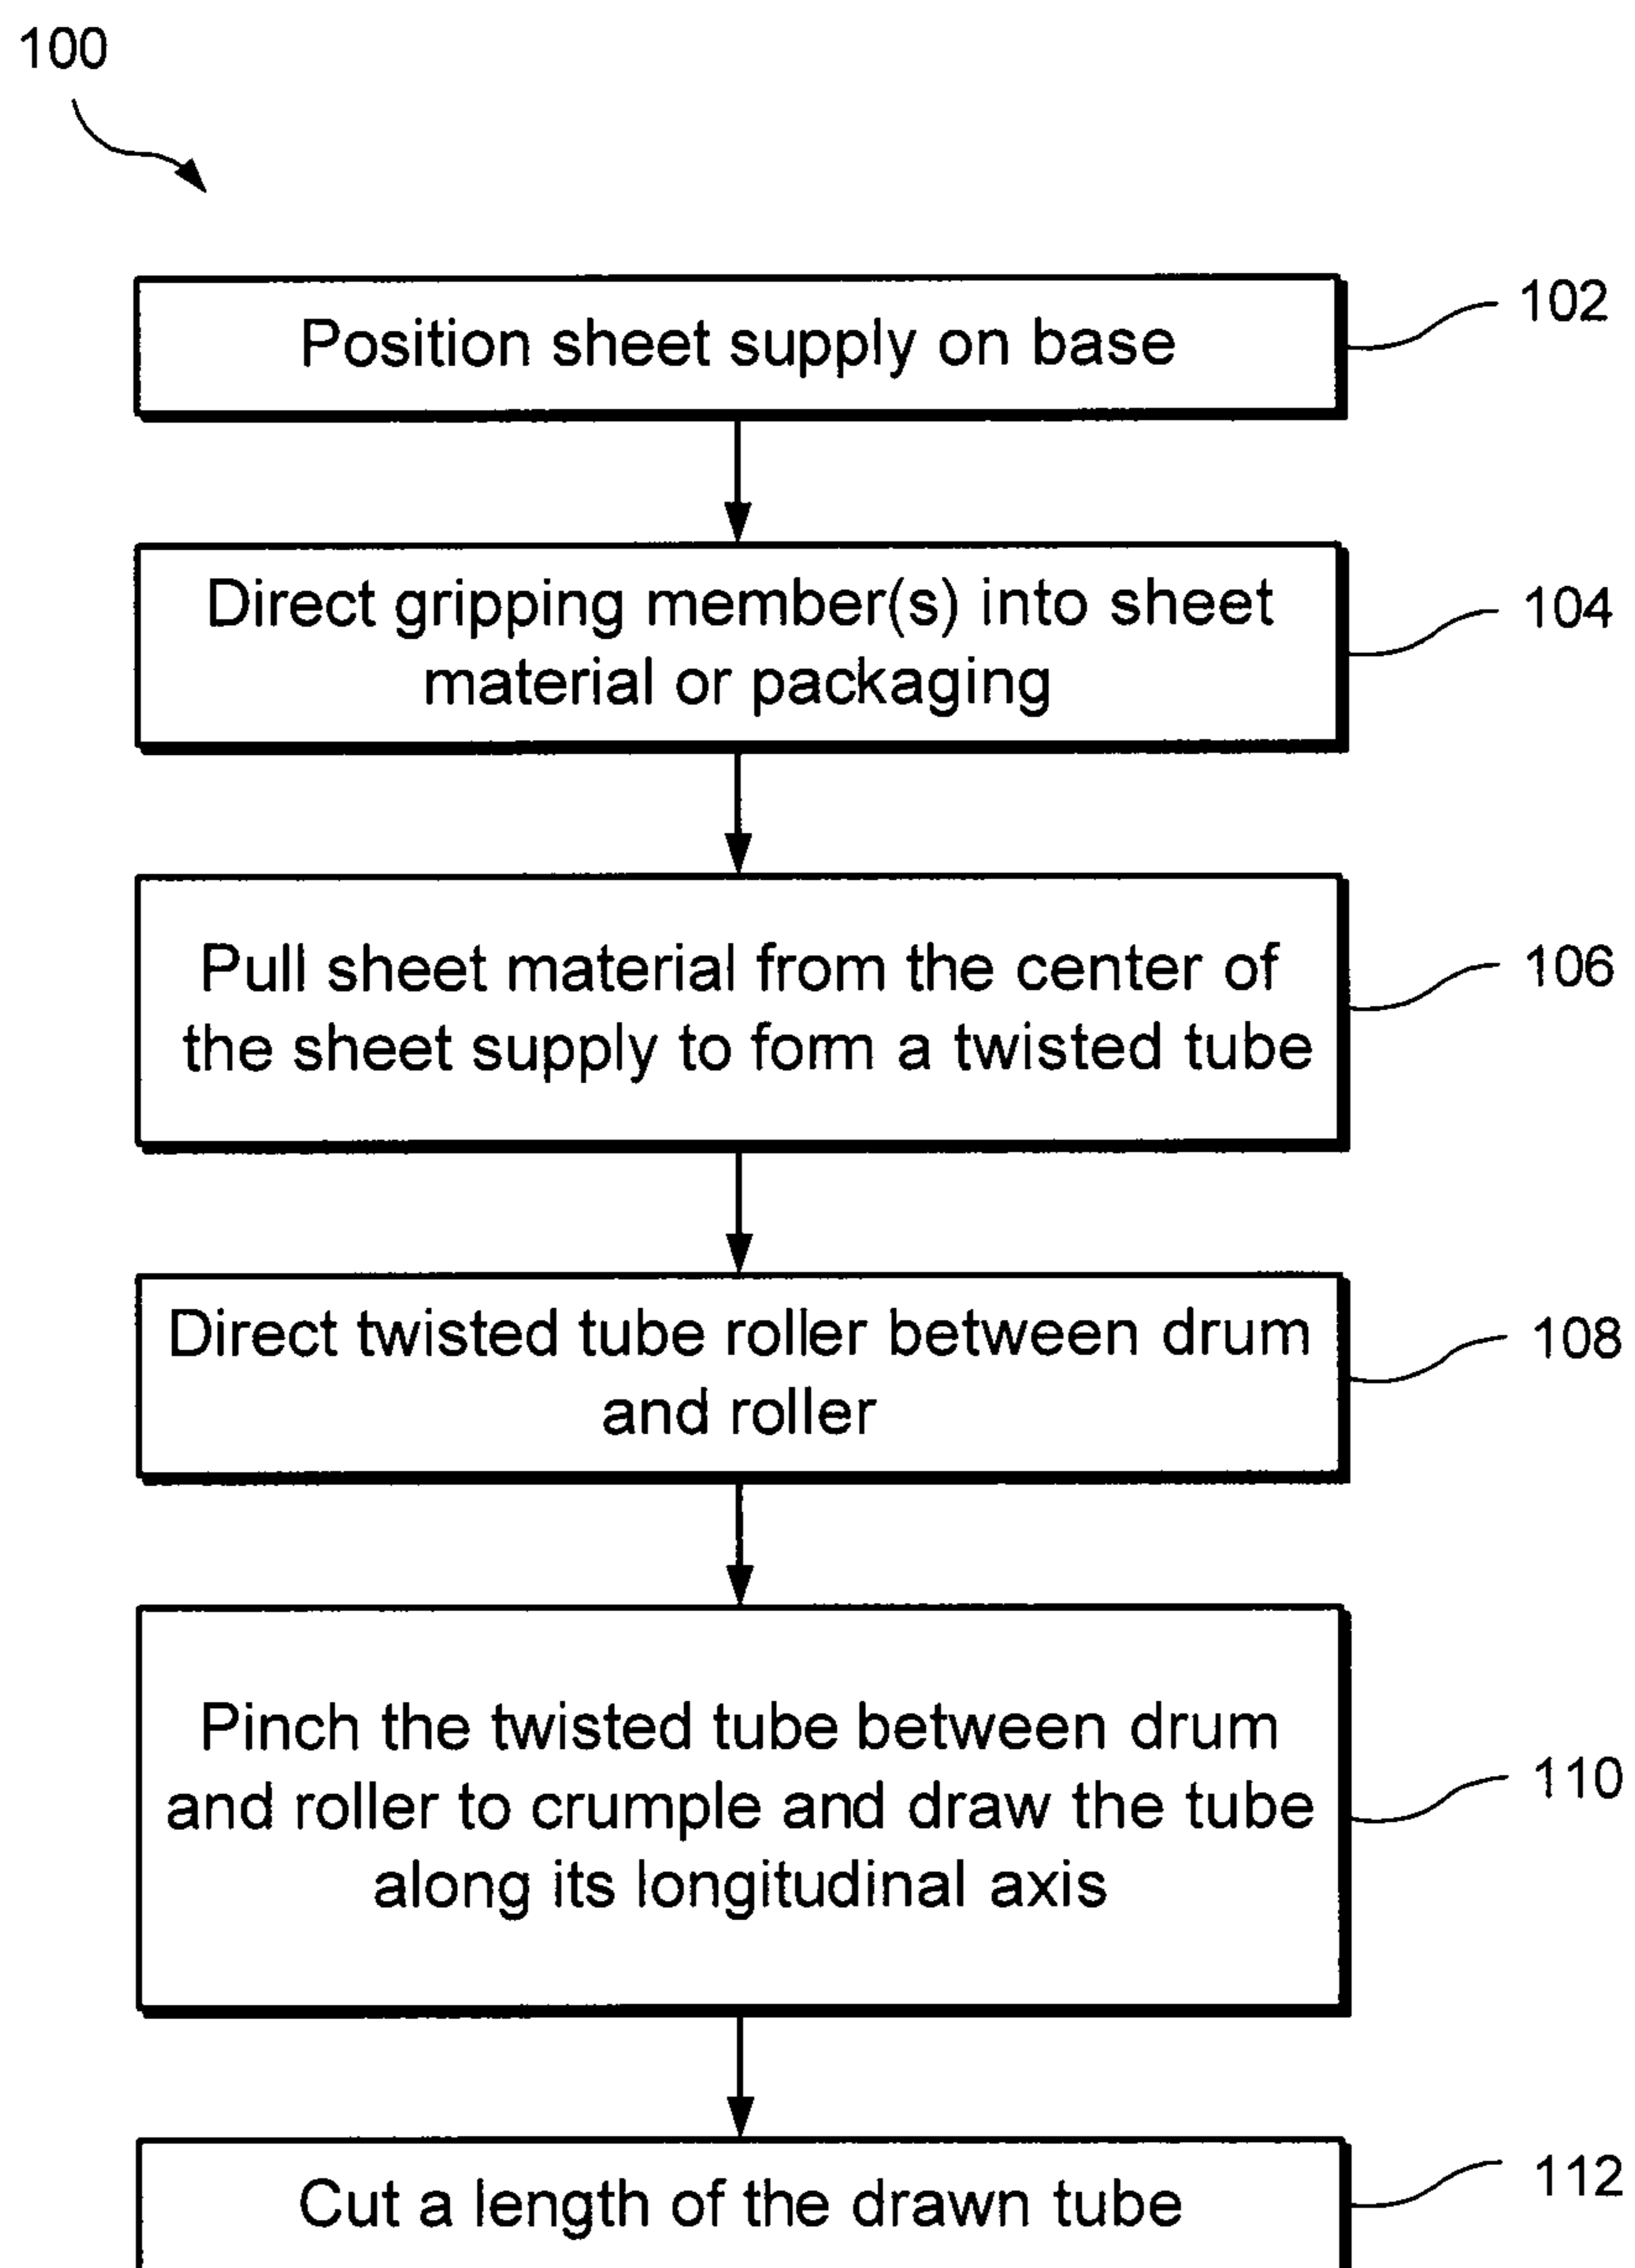 100
Position sheet supply on base
102
Direct gripping member(s) into sheet
material or packaging
104
Pull sheet material from the center of
the sheet supply to form a twisted tube
106
Direct twisted tube roller between drum
and roller
108
Pinch the twisted tube between drum
and roller to crumple and draw the tube
along its longitudinal axis
110
Cut a length of the drawn tube
112